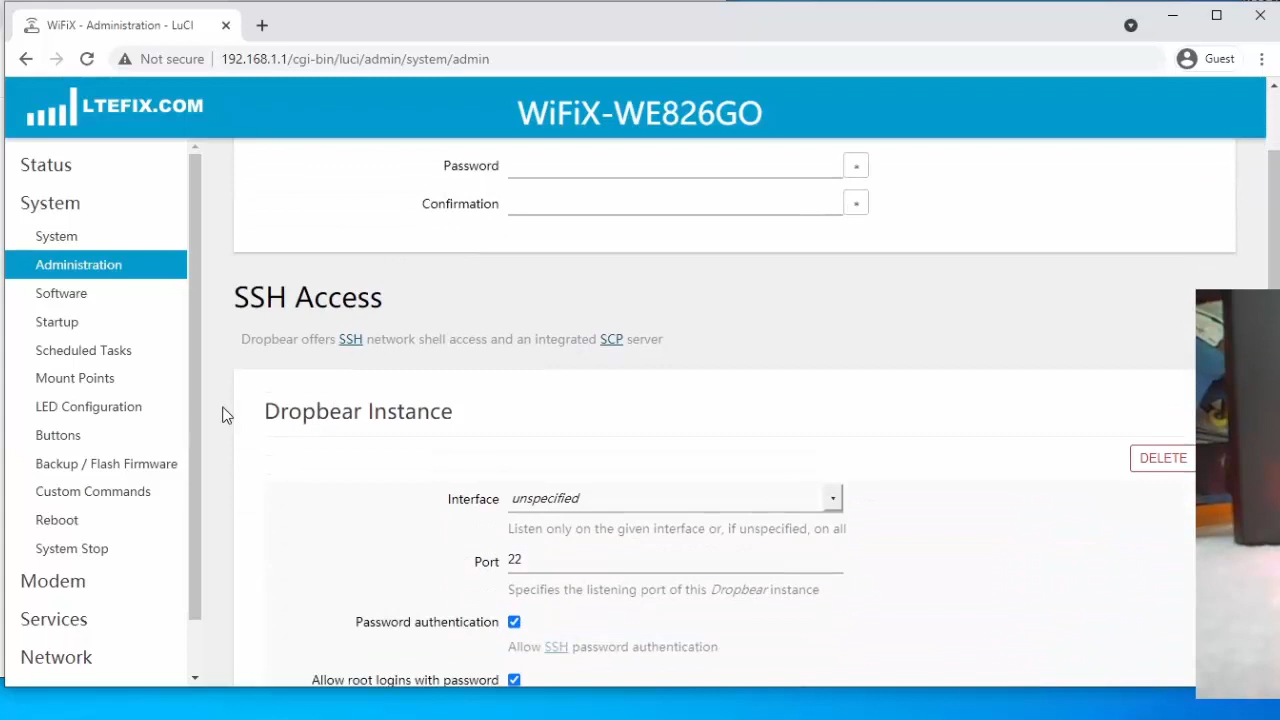 WiFiX - Administration - LuCI
Not secure
192.168.1.1/cgi-bin/luci/admin/system/admin
Guest
LTEFIX.COM
WiFiX-WE826GO
Status
System
System
Administration
Software
Startup
Scheduled Tasks
Mount Points
LED Configuration
Buttons
Backup / Flash Firmware
Custom Commands
Reboot
System Stop
Modem
Services
Network
Password
Confirmation
SSH Access
Dropbear offers SSH network shell access and an integrated SCP server
Dropbear Instance
DELETE
Interface unspecified
Listen only on the given interface or, if unspecified, on all
Port 22
Specifies the listening port of this Dropbear instance
Password authentication
Allow SSH password authentication
Allow root logins with password